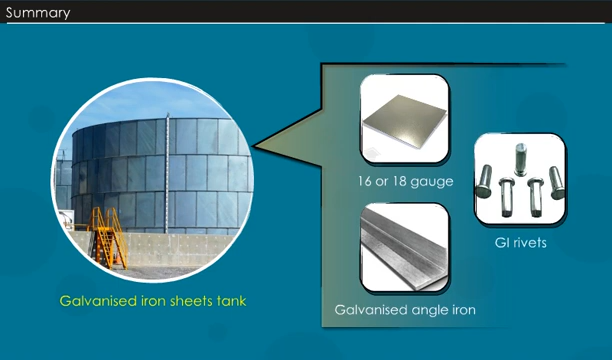 Summary
16 or 18 gauge
GI rivets
Galvanised iron sheets tank
Galvanised angle iron